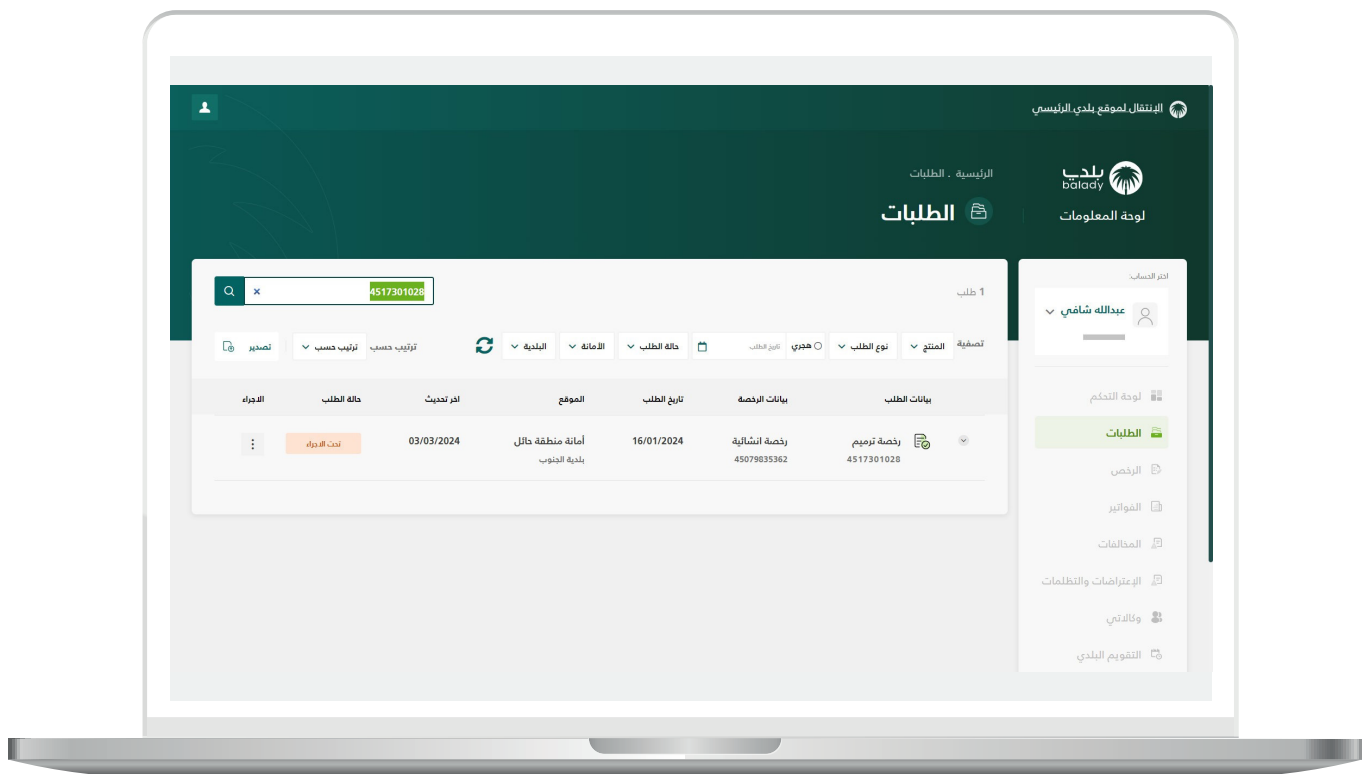 الإنتقال لموقع بلدي الرئيسي
بلدي
balady
لوحة المعلومات
الرئيسية . الطلبات
الطلبات
اختر الحساب:
عبدالله شافي
لوحة التحكم
الطلبات
الرخص
الفواتير
المخالفات
الإعتراضات والتظلمات
وكالاتي
التقويم البلدي
1 طلب
4517301028
تصفية المنتج نوع الطلب هجري تاريخ الطلب حالة الطلب الأمانة البلدية ترتيب حسب ترتيب حسب تصدير
بيانات الطلب بيانات الرخصة تاريخ الطلب الموقع اخر تحديث حالة الطلب الاجراء
رخصة ترميم رخصة انشائية 16/01/2024 أمانة منطقة حائل 03/03/2024 تحت الاجراء
4517301028 45079835362 بلدية الجنوب